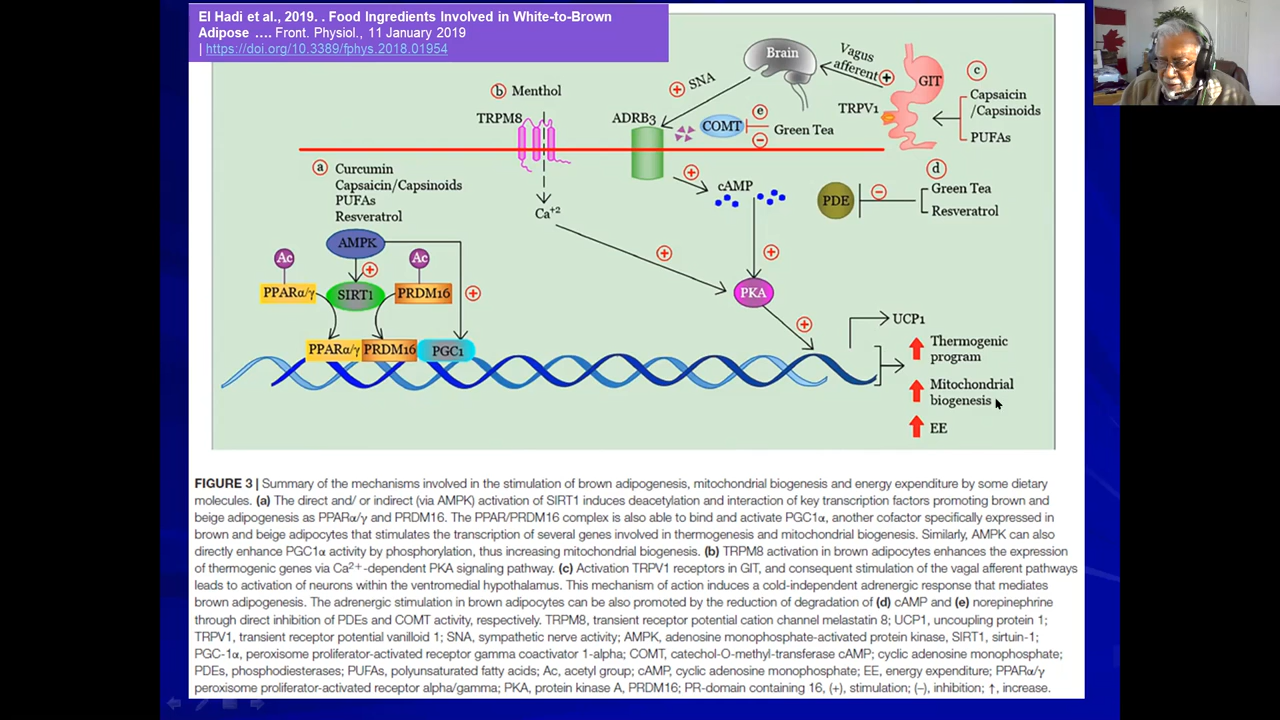 El Hadi et al., 2019. . Food Ingredients Involved in White-to-Brown
Adipose .... Front. Physiol., 11 January 2019
| https://doi.org/10.3389/fphys.2018.01954
Brain
Vagus
afferent
+
GIT
c
Capsaicin
/Capsinoids
PUFAs
TRPV1
+ SNA
b Menthol
TRPM8
ADRB3
COMT
e
−
Green Tea
a Curcumin
Capsaicin/Capsinoids
PUFAs
Resveratrol
+
cAMP
PDE
−
d
Green Tea
Resveratrol
Ca+2
AMPK
Ac
+
Ac
PPARα/γ
SIRT1
PRDM16
+
+
+
PKA
+
PPARα/γ
PRDM16
PGC1
UCP1
Thermogenic
program
Mitochondrial
biogenesis
EE
FIGURE 3 | Summary of the mechanisms involved in the stimulation of brown adipogenesis, mitochondrial biogenesis and energy expenditure by some dietary
molecules. (a) The direct and/ or indirect (via AMPK) activation of SIRT1 induces deacetylation and interaction of key transcription factors promoting brown and
beige adipogenesis as PPARα/γ and PRDM16. The PPAR/PRDM16 complex is also able to bind and activate PGC1α, another cofactor specifically expressed in
brown and beige adipocytes that stimulates the transcription of several genes involved in thermogenesis and mitochondrial biogenesis. Similarly, AMPK can also
directly enhance PGC1α activity by phosphorylation, thus increasing mitochondrial biogenesis. (b) TRPM8 activation in brown adipocytes enhances the expression
of thermogenic genes via Ca2+-dependent PKA signaling pathway. (c) Activation TRPV1 receptors in GIT, and consequent stimulation of the vagal afferent pathways
leads to activation of neurons within the ventromedial hypothalamus. This mechanism of action induces a cold-independent adrenergic response that mediates
brown adipogenesis. The adrenergic stimulation in brown adipocytes can be also promoted by the reduction of degradation of (d) cAMP and (e) norepinephrine
through direct inhibition of PDEs and COMT activity, respectively. TRPM8, transient receptor potential cation channel melastatin 8; UCP1, uncoupling protein 1;
TRPV1, transient receptor potential vanilloid 1; SNA, sympathetic nerve activity; AMPK, adenosine monophosphate-activated protein kinase, SIRT1, sirtuin-1;
PGC-1α, peroxisome proliferator-activated receptor gamma coactivator 1-alpha; COMT, catechol-O-methyl-transferase cAMP; cyclic adenosine monophosphate;
PDEs, phosphodiesterases; PUFAs, polyunsaturated fatty acids; Ac, acetyl group; cAMP, cyclic adenosine monophosphate; EE, energy expenditure; PPARα/γ
peroxisome proliferator-activated receptor alpha/gamma; PKA, protein kinase A, PRDM16; PR-domain containing 16, (+), stimulation; (–), inhibition; ↑, increase.